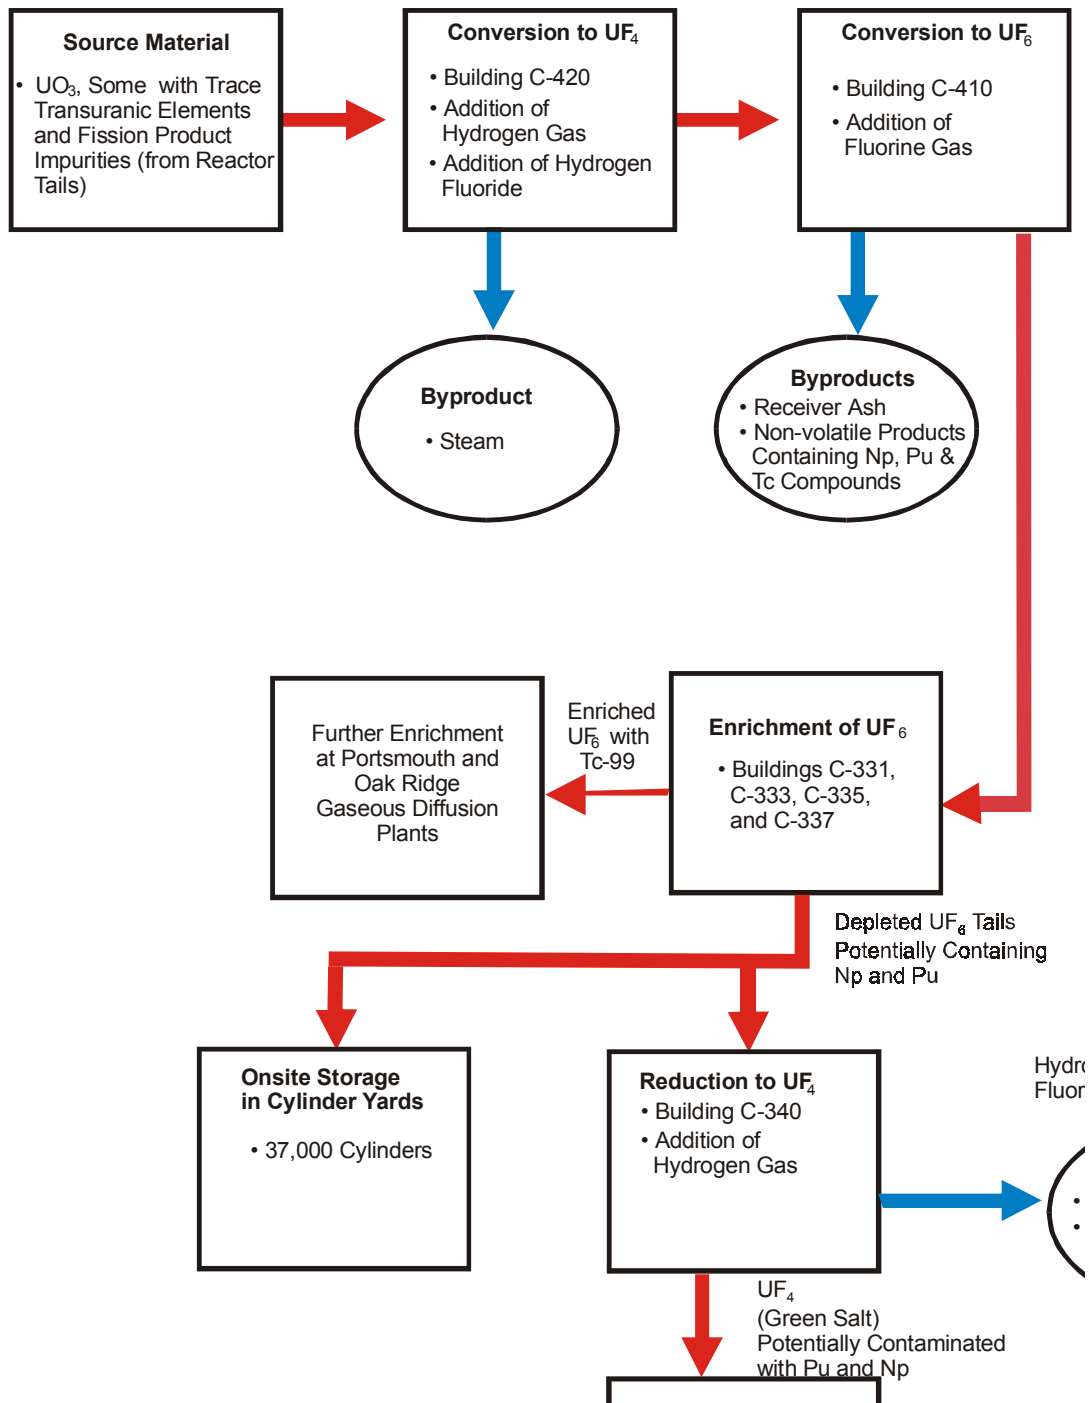 Source Material
• UO₃, Some with Trace
Transuranic Elements
and Fission Product
Impurities (from Reactor
Tails)
Conversion to UF₄
• Building C-420
• Addition of
Hydrogen Gas
• Addition of Hydrogen
Fluoride
Conversion to UF₆
• Building C-410
• Addition of
Fluorine Gas
Byproduct
• Steam
Byproducts
• Receiver Ash
• Non-volatile Products
Containing Np, Pu &
Tc Compounds
Further Enrichment
at Portsmouth and
Oak Ridge
Gaseous Diffusion
Plants
Enriched
UF₆ with
Tc-99
Enrichment of UF₆
• Buildings C-331,
C-333, C-335,
and C-337
Depleted UF₆ Tails
Potentially Containing
Np and Pu
Onsite Storage
in Cylinder Yards
• 37,000 Cylinders
Reduction to UF₄
• Building C-340
• Addition of
Hydrogen Gas
UF₄
(Green Salt)
Potentially Contaminated
with Pu and Np